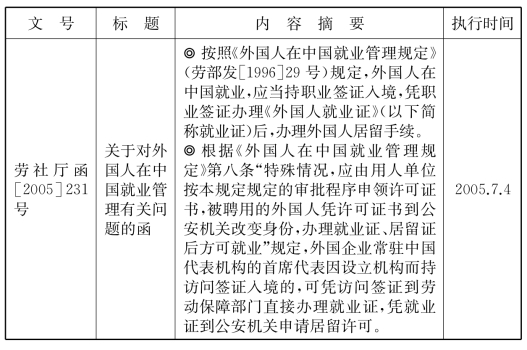 文 号 标 题 内 容 摘 要 执行时间
劳社厅函
[2005]231
号
关于对外
国人在中
国就业管
理有关问
题的函
◎ 按照《外国人在中国就业管理规定》
(劳部发[1996]29 号)规定,外国人在
中国就业,应当持职业签证入境,凭职
业签证办理《外国人就业证》(以下简
称就业证)后,办理外国人居留手续。
◎ 根据《外国人在中国就业管理规
定》第八条“特殊情况,应由用人单位
按本规定规定的审批程序申领许可证
书,被聘用的外国人凭许可证书到公
安机关改变身份,办理就业证、居留证
后方可就业”规定,外国企业常驻中国
代表机构的首席代表因设立机构而持
访问签证入境的,可凭访问签证到劳
动保障部门直接办理就业证,凭就业
证到公安机关申请居留许可。
2005.7.4